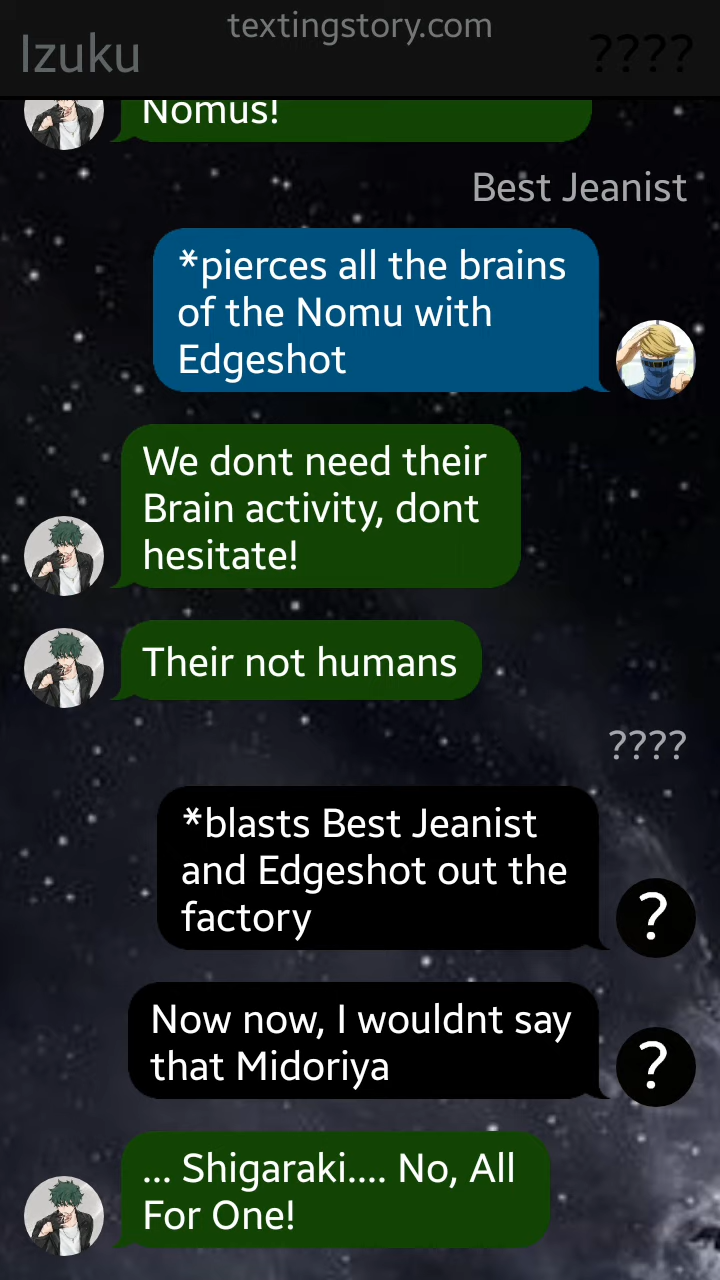 textingstory.com
Izuku
????
Nomus!
Best Jeanist
*pierces all the brains
of the Nomu with
Edgeshot
We dont need their
Brain activity, dont
hesitate!
Their not humans
????
*blasts Best Jeanist
and Edgeshot out the
factory
?
Now now, I wouldnt say
that Midoriya
?
... Shigaraki.... No, All
For One!